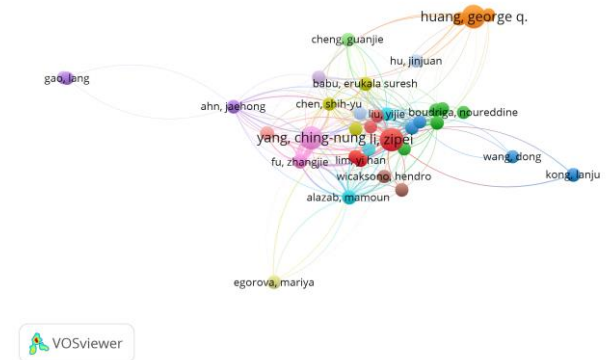 huang, george q.
cheng, guanjie
hu, jinjuan
gao, lang
babu, erukala suresh
ahn, jaehong
chen, shih-yu
liu, yijie
boudriga, noureddine
yang, ching-nung
li, zipei
fu, zhangjie
lim, yi han
wang, dong
wicaksono, hendro
kong, lanju
alazab, mamoun
egorova, mariya
VOSviewer